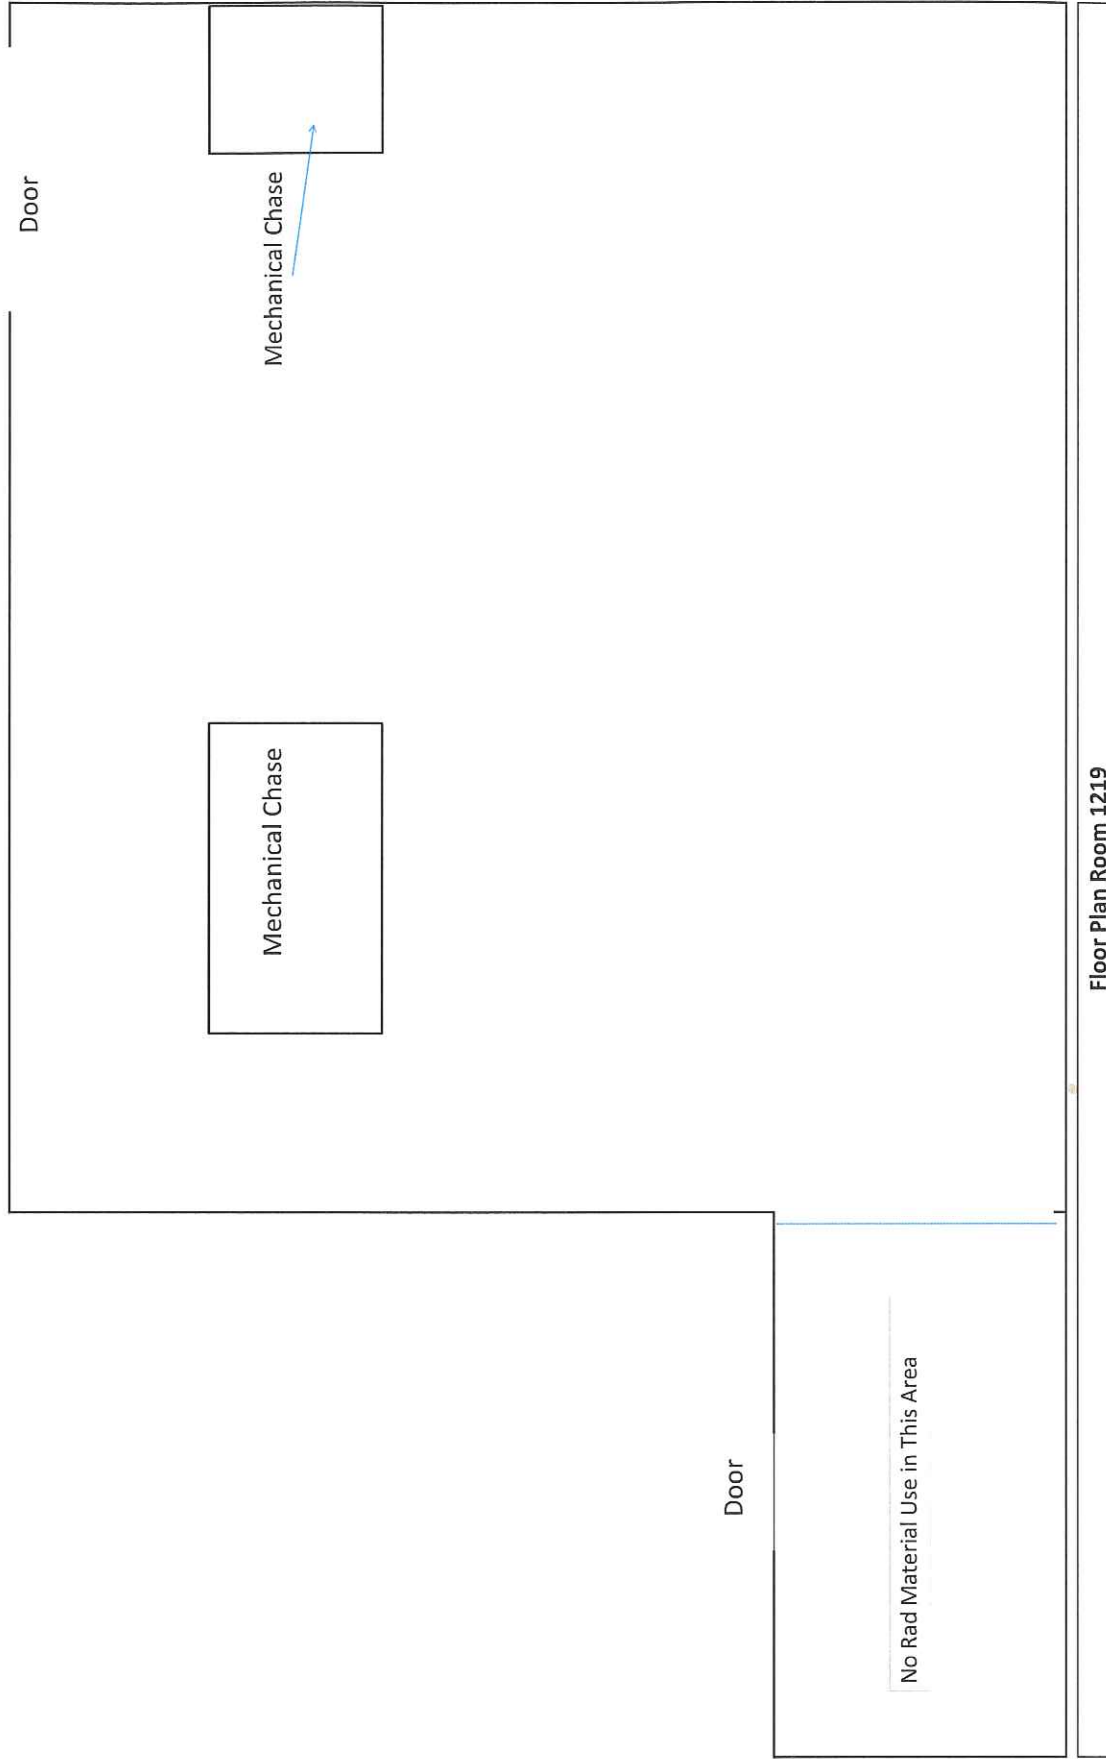 Door
Mechanical Chase
Mechanical Chase
Door
No Rad Material Use in This Area
Floor Plan Room 1219